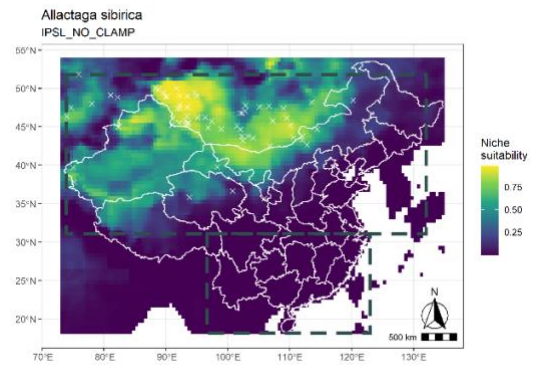 Allactaga sibirica
IPSL_NO_CLAMP
55°N
50°N
45°N
40°N
35°N
30°N
25°N
20°N
70°E
80°E
90°E
100°E
110°E
120°E
130°E
Niche
suitability
0.75
0.50
0.25
N
500 km